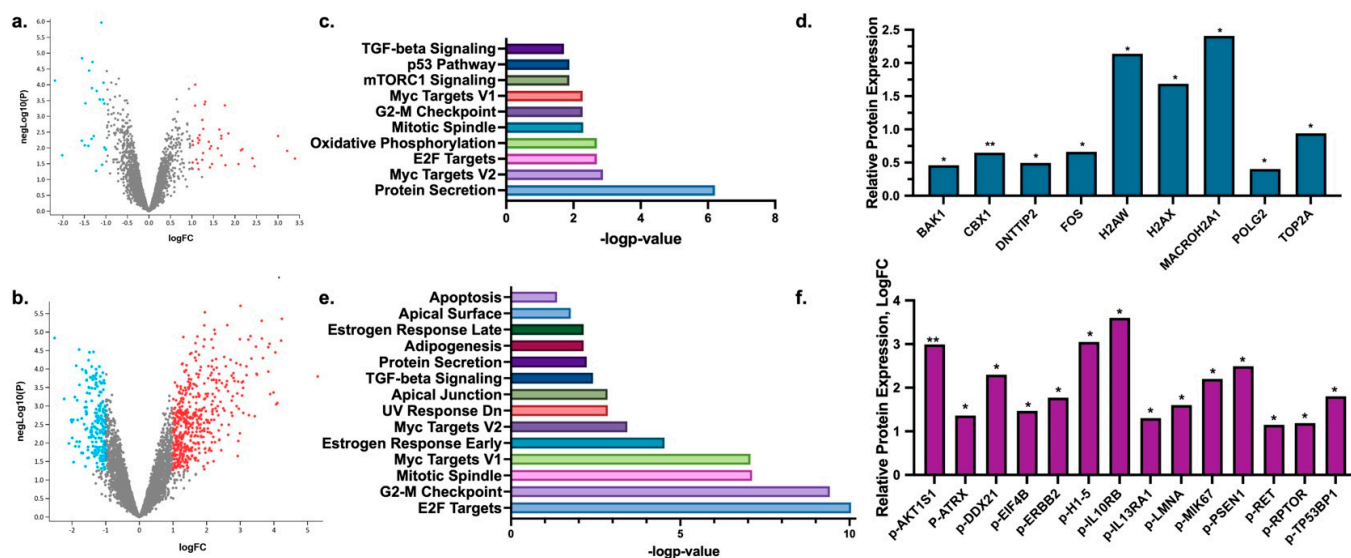 a.
6.0
5.5
5.0
4.5
4.0
3.5
3.0
2.5
2.0
1.5
1.0
0.5
0.0
negLog10(P)
-2.0 -1.5 -1.0 -0.5 0.0 0.5 1.0 1.5 2.0 2.5 3.0 3.5
logFC
c.
TGF-beta Signaling
p53 Pathway
mTORC1 Signaling
Myc Targets V1
G2-M Checkpoint
Mitotic Spindle
Oxidative Phosphorylation
E2F Targets
Myc Targets V2
Protein Secretion
0 2 4 6 8
-logp-value
d.
Relative Protein Expression
2.5
2.0
1.5
1.0
0.5
0.0
* ** * * * * * * *
BAK1
CBX1
DNTTIP2
FOS
H2AW
H2AX
MACROH2A1
POLG2
TOP2A
b.
5.5
5.0
4.5
4.0
3.5
3.0
2.5
2.0
1.5
1.0
0.5
0.0
negLog10(P)
-2 -1 0 1 2 3 4 5
logFC
e.
Apoptosis
Apical Surface
Estrogen Response Late
Adipogenesis
Protein Secretion
TGF-beta Signaling
Apical Junction
UV Response Dn
Myc Targets V2
Estrogen Response Early
Myc Targets V1
Mitotic Spindle
G2-M Checkpoint
E2F Targets
0 5 10
-logp-value
f.
Relative Protein Expression, LogFC
4
3
2
1
0
** * * * * * * * * * * * * *
p-AKT1S1
P-ATRX
p-DDX21
p-EIF4B
p-ERBB2
p-H1-5
p-IL10RB
p-IL13RA1
p-LMNA
p-MIK67
p-PSEN1
p-RET
p-RPTOR
p-TP53BP1